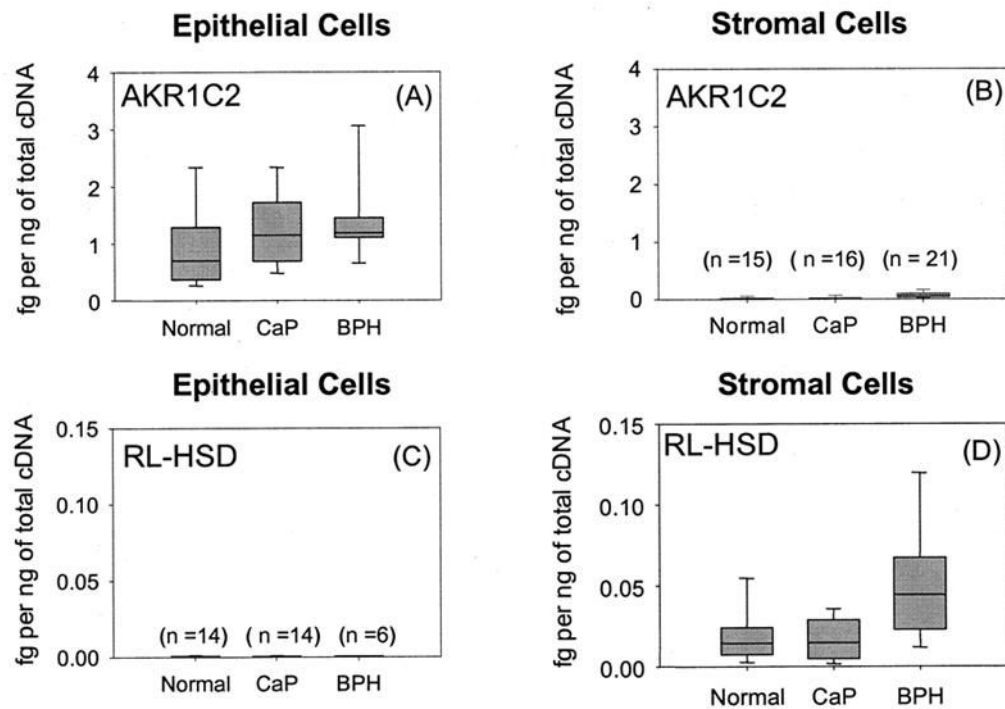 Epithelial Cells
AKR1C2
(A)
fg per ng of total cDNA
4
3
2
1
0
Normal CaP BPH
Stromal Cells
AKR1C2
(B)
fg per ng of total cDNA
4
3
2
1
0
(n =15) ( n =16) (n = 21)
Normal CaP BPH
Epithelial Cells
RL-HSD
(C)
fg per ng of total cDNA
0.15
0.10
0.05
0.00
(n =14) ( n =14) (n =6)
Normal CaP BPH
Stromal Cells
RL-HSD
(D)
fg per ng of total cDNA
0.15
0.10
0.05
0.00
Normal CaP BPH